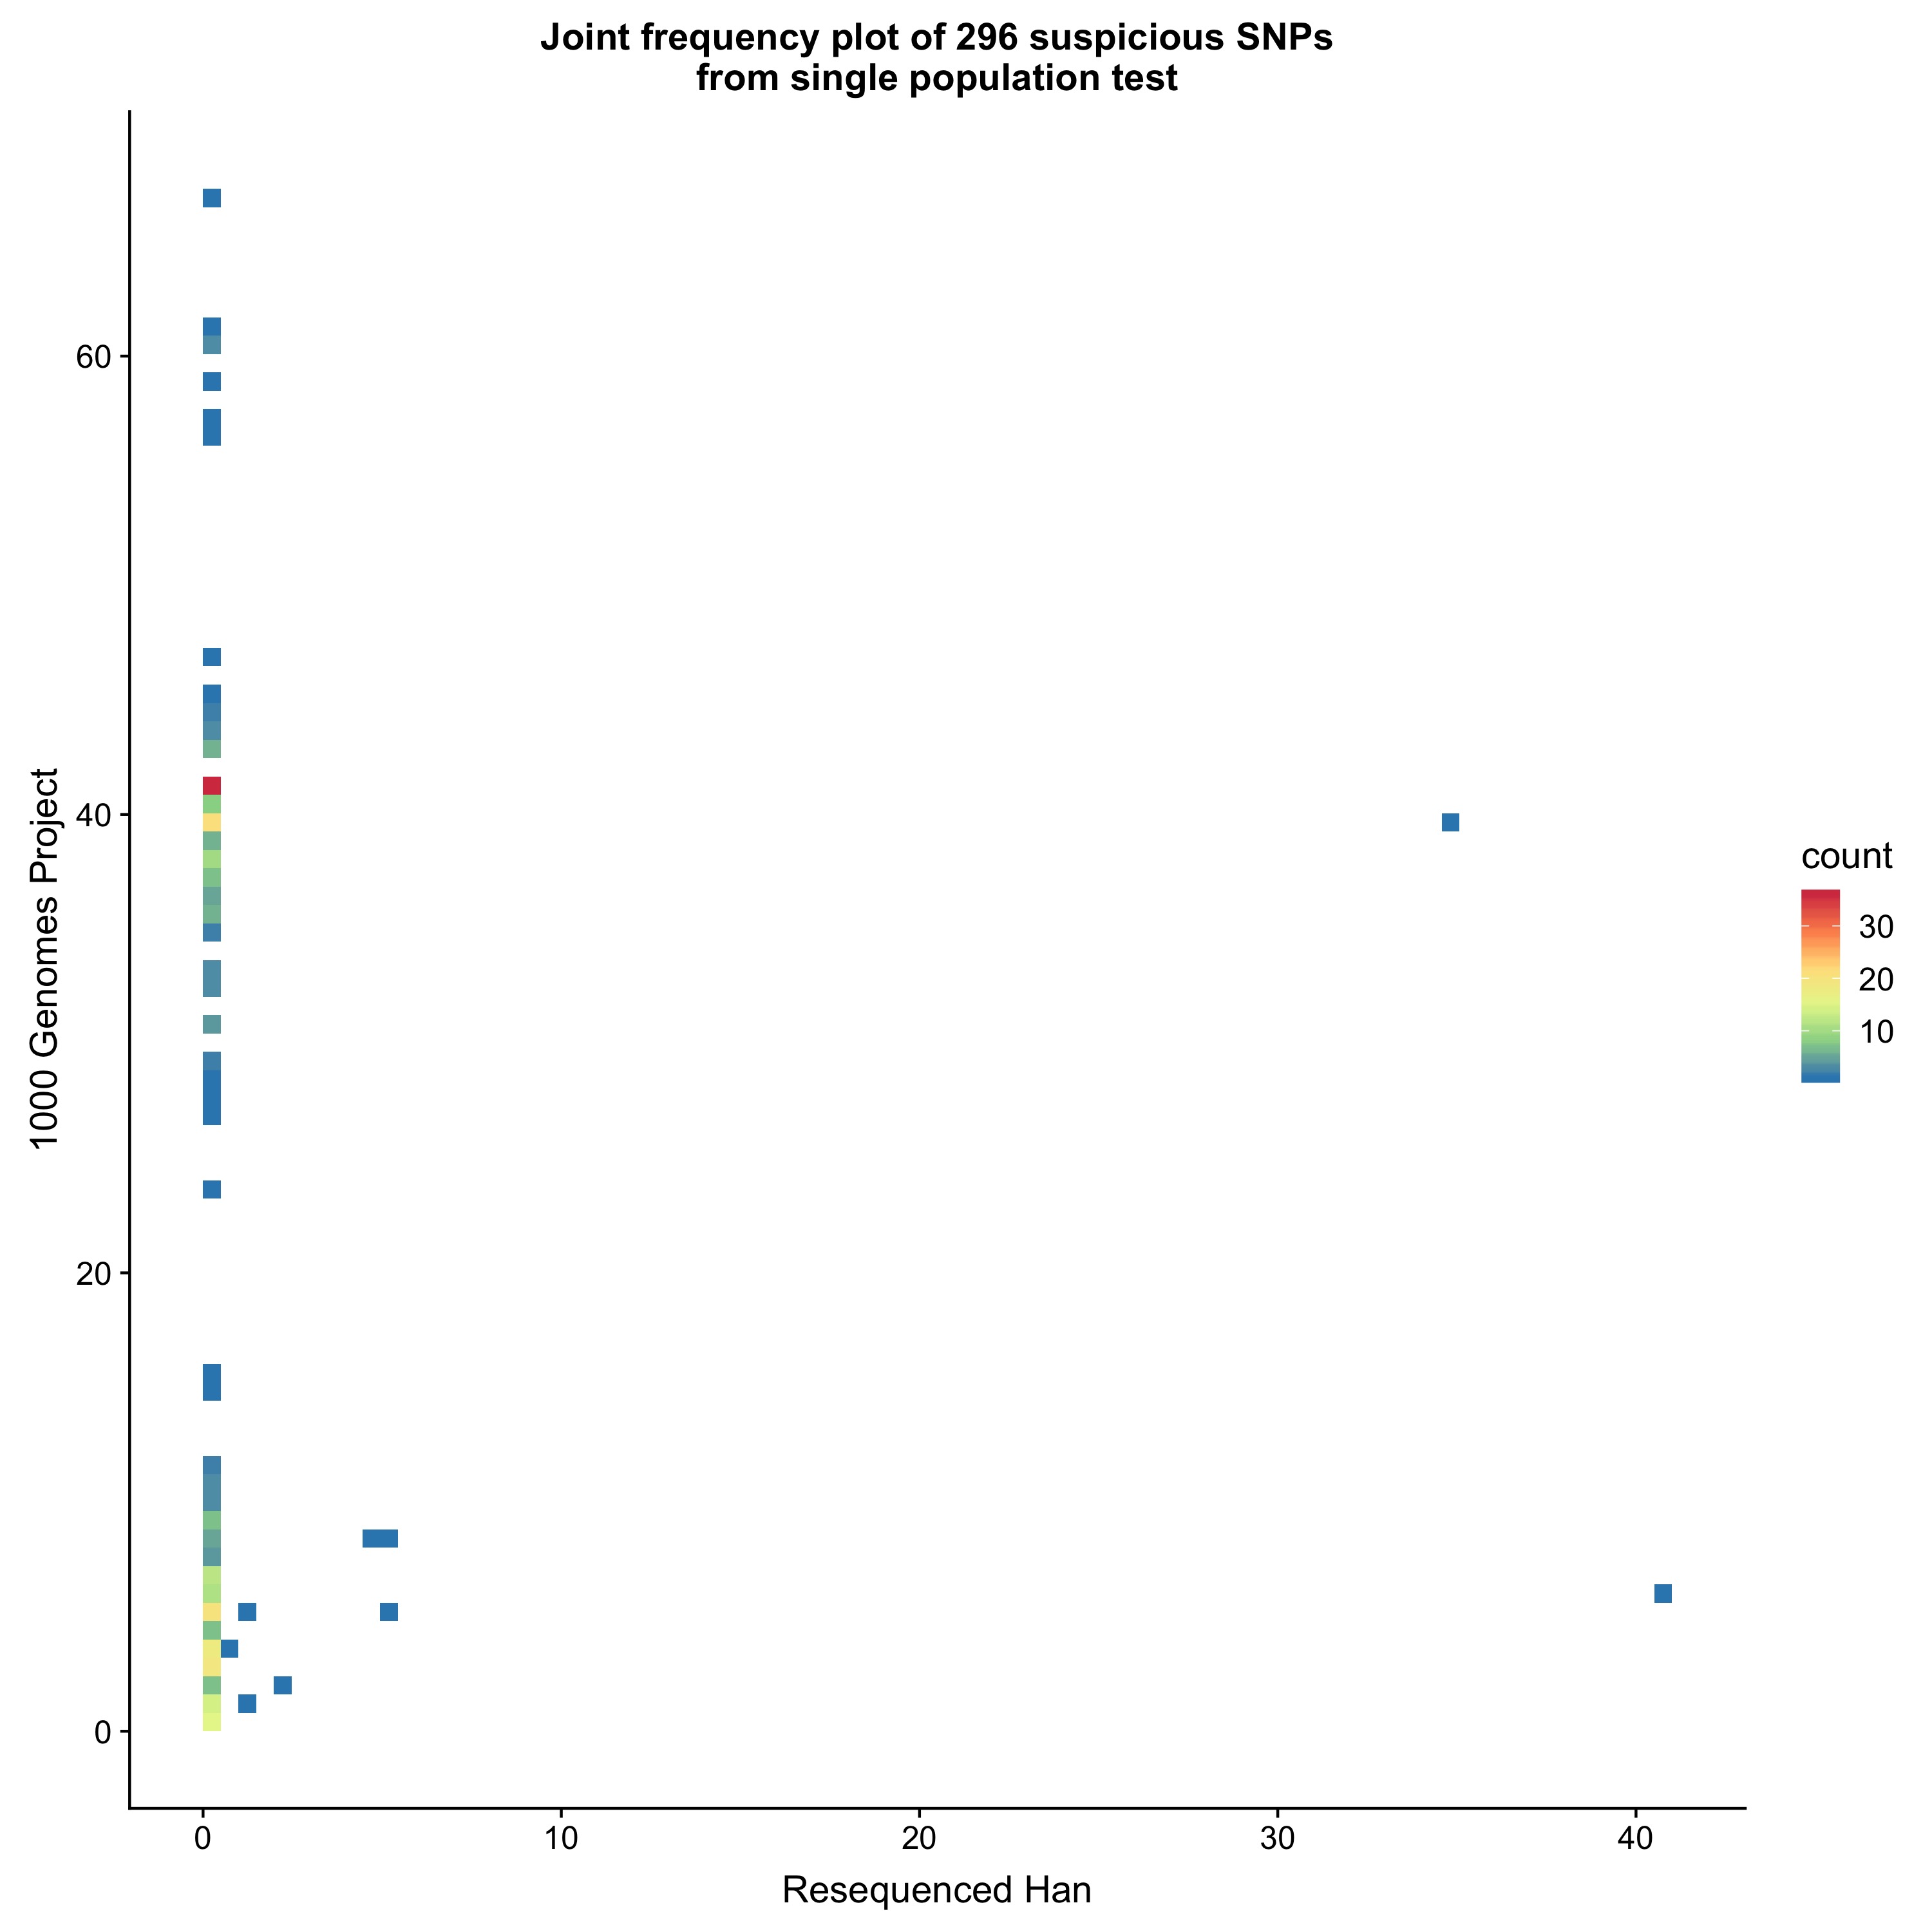 Joint frequency plot of 296 suspicious SNPs
from single population test
1000 Genomes Project
60
40
20
0
0
10
20
30
40
Resequenced Han
count
30
20
10